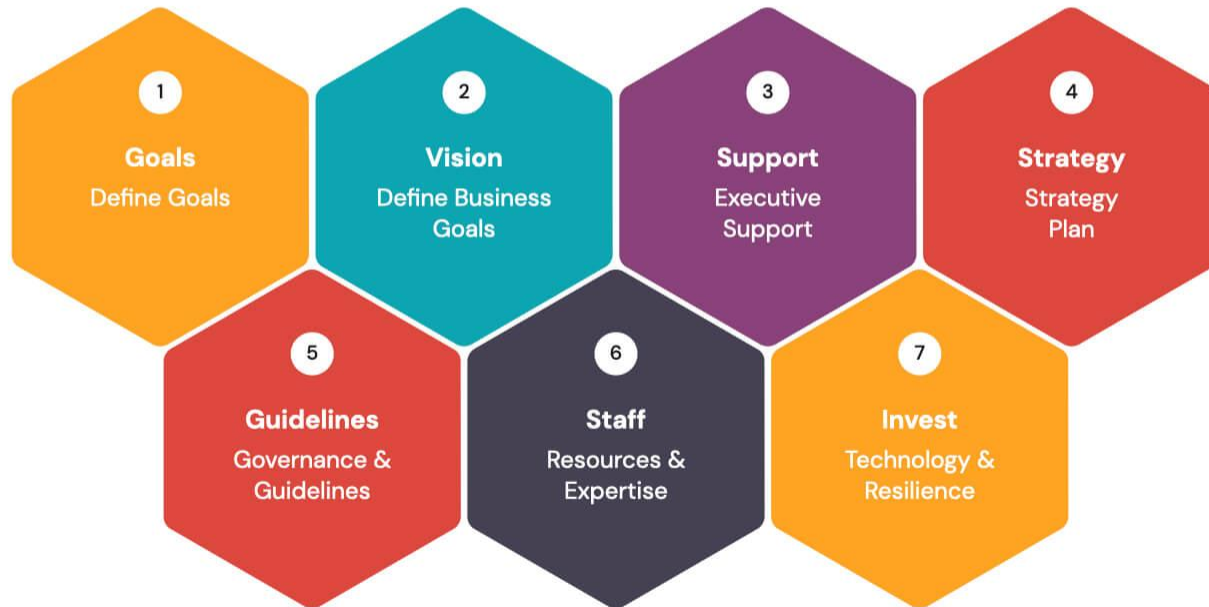 1
Goals
Define Goals
2
Vision
Define Business
Goals
3
Support
Executive
Support
4
Strategy
Strategy
Plan
5
Guidelines
Governance &
Guidelines
6
Staff
Resources &
Expertise
7
Invest
Technology &
Resilience